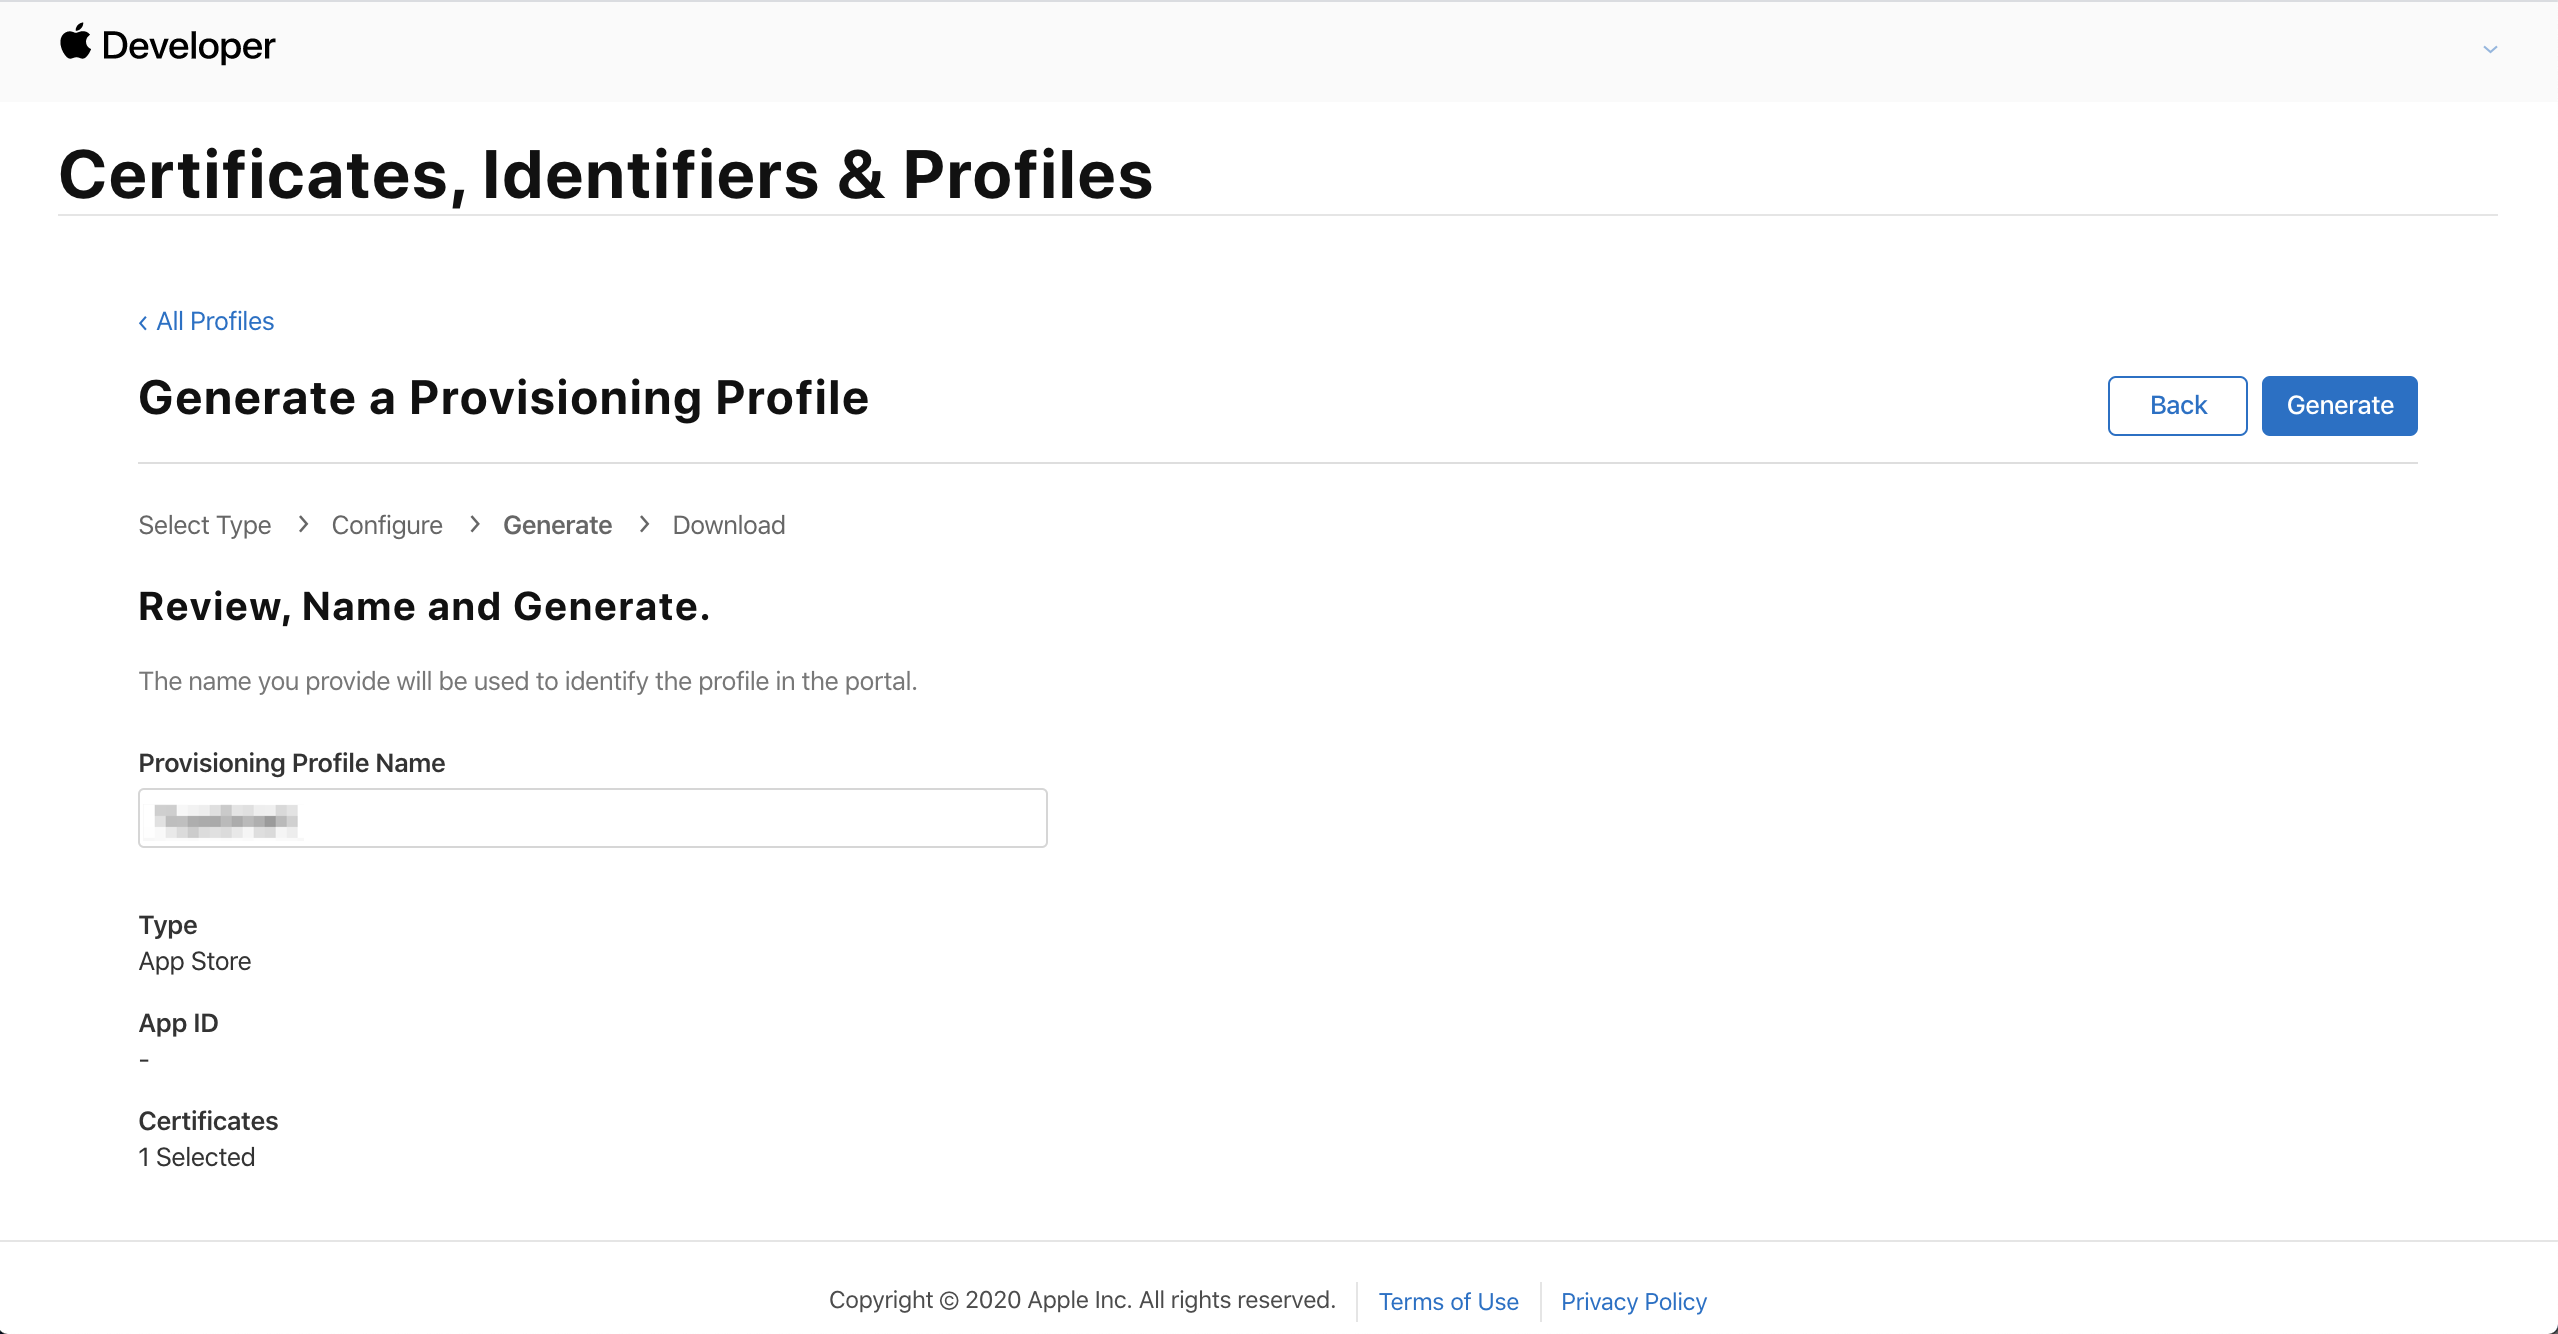 Developer
Certificates, Identifiers & Profiles
‹ All Profiles
Generate a Provisioning Profile
Back
Generate
Select Type > Configure > Generate > Download
Review, Name and Generate.
The name you provide will be used to identify the profile in the portal.
Provisioning Profile Name
Type
App Store
App ID
-
Certificates
1 Selected
Copyright © 2020 Apple Inc. All rights reserved.
Terms of Use
Privacy Policy